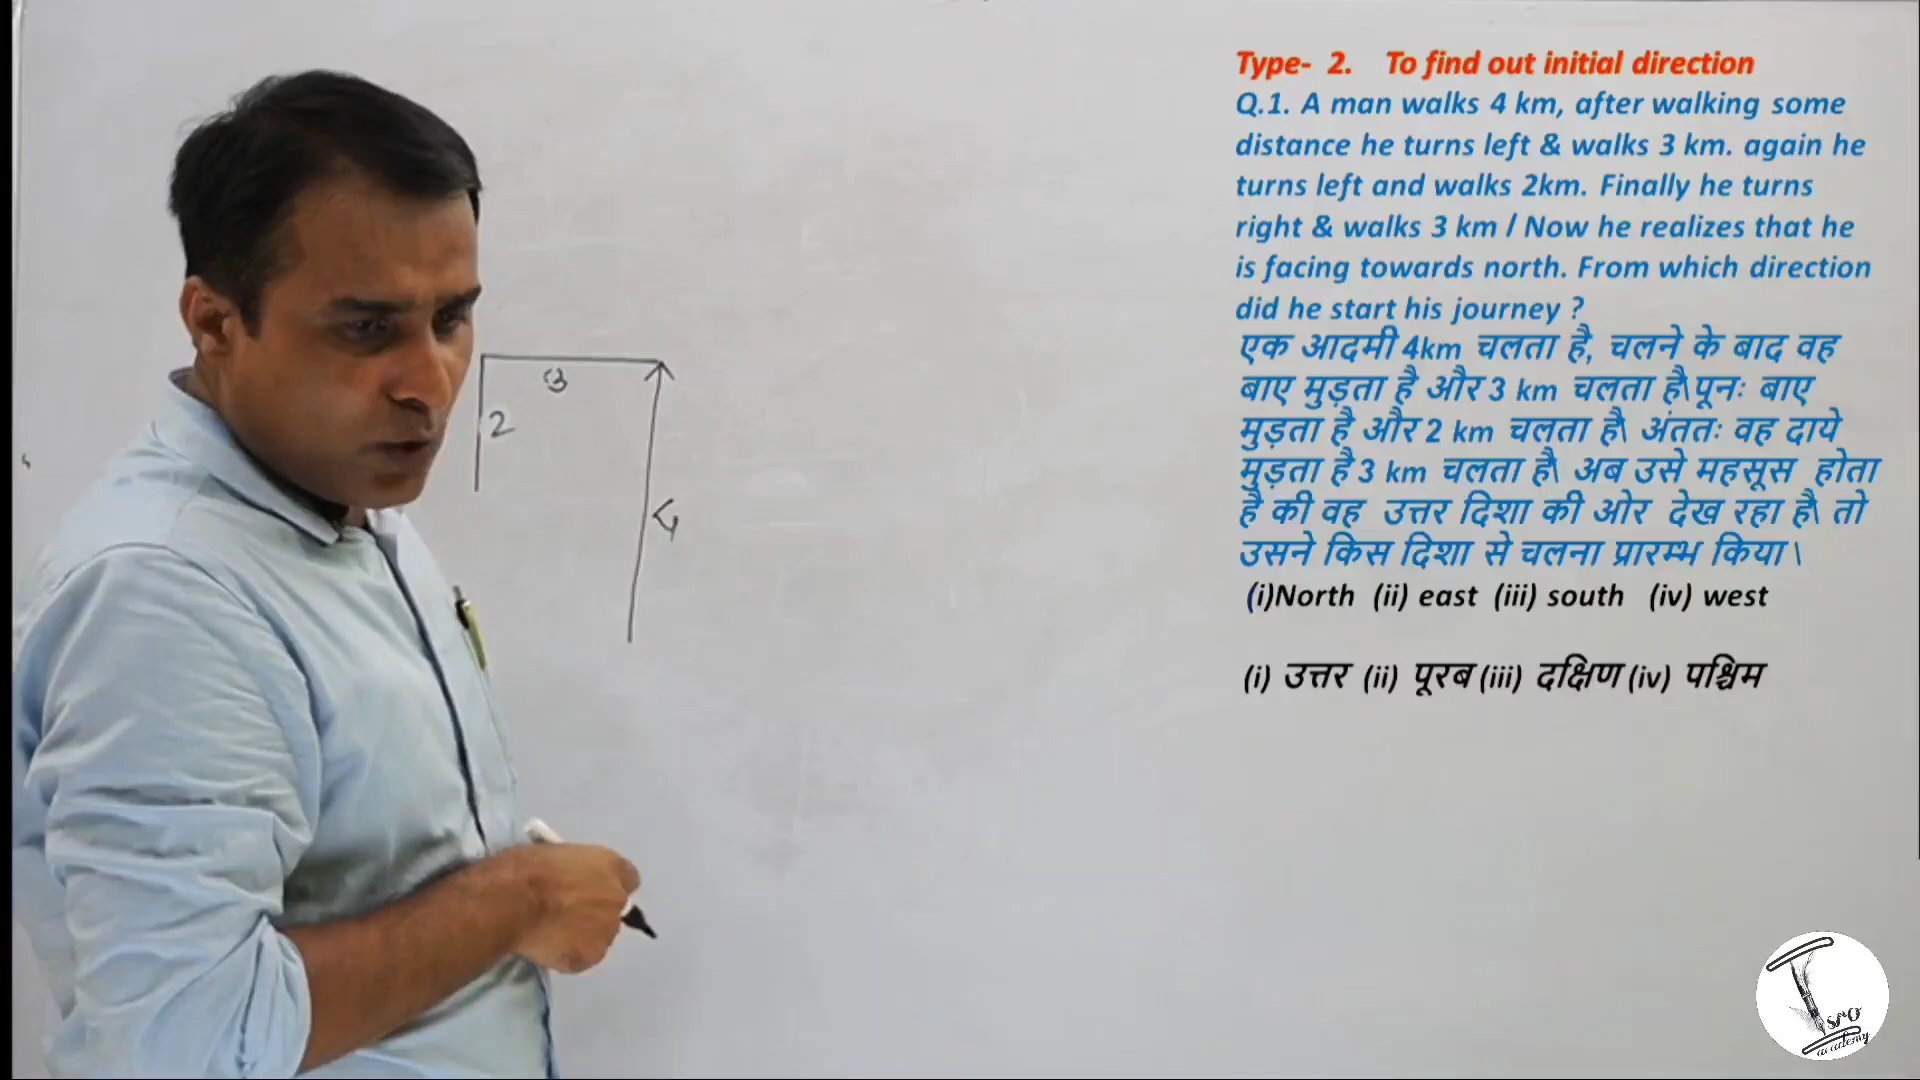 Type- 2. To find out initial direction
Q.1. A man walks 4 km, after walking some
distance he turns left & walks 3 km. again he
turns left and walks 2km. Finally he turns
right & walks 3 km / Now he realizes that he
is facing towards north. From which direction
did he start his journey ?
एक आदमी 4km चलता है, चलने के बाद वह
बाए मुड़ता है और 3 km चलता है\ पूनः बाए
मुड़ता है और 2 km चलता है\ अंततः वह दाये
मुड़ता है 3 km चलता है\ अब उसे महसूस होता
है की वह उत्तर दिशा की ओर देख रहा है\ तो
उसने किस दिशा से चलना प्रारम्भ किया \
(i)North (ii) east (iii) south (iv) west
(i) उत्तर (ii) पूरब (iii) दक्षिण (iv) पश्चिम
3
2
4
Isro
academy